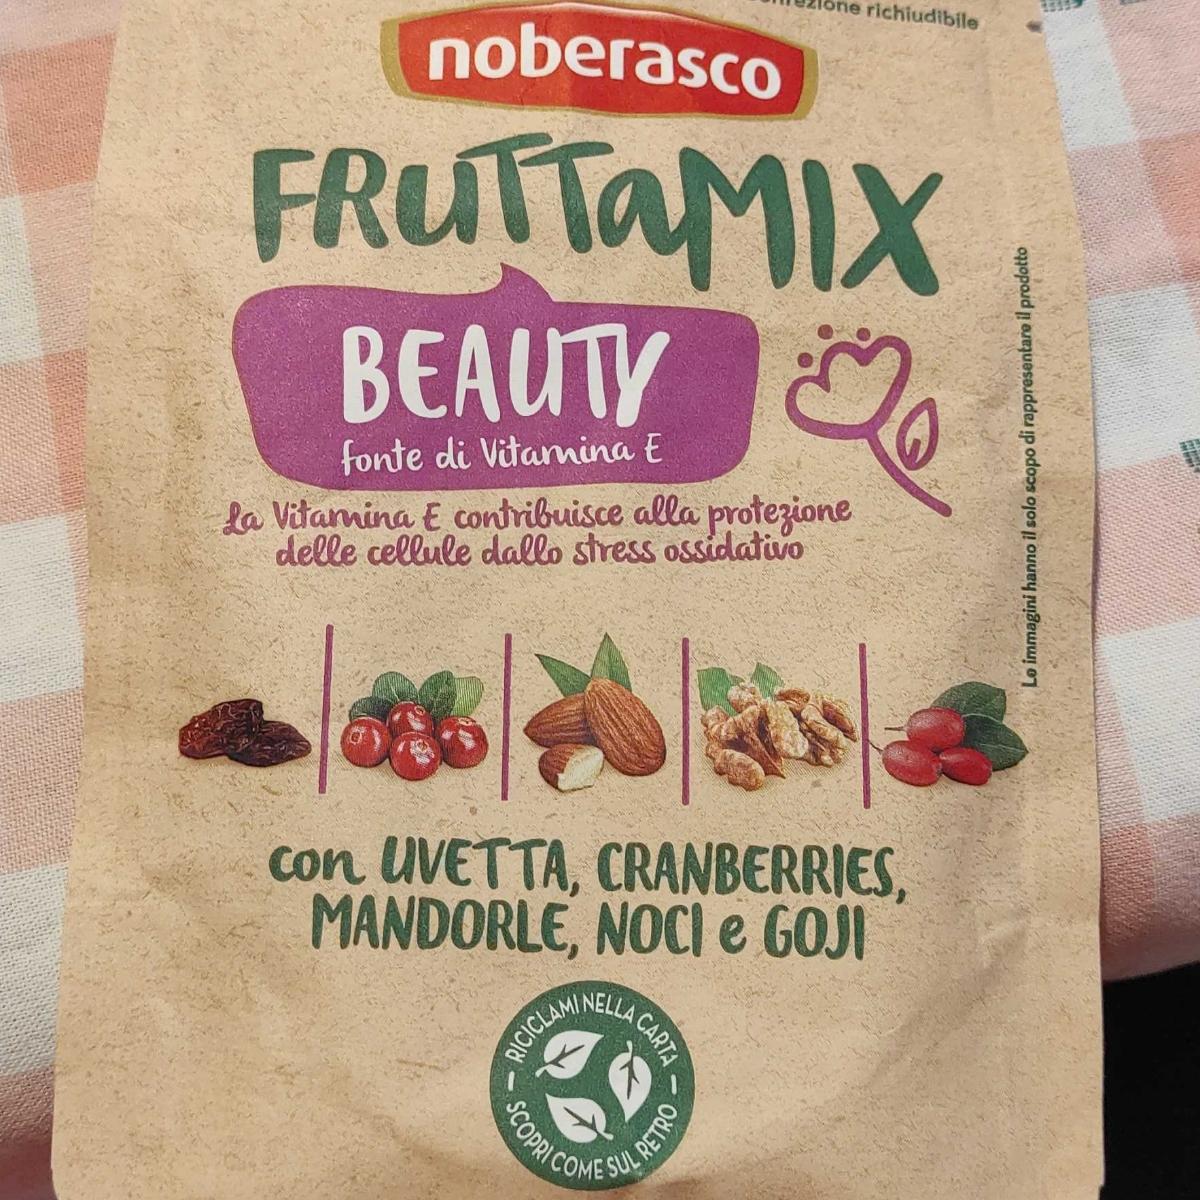 richiudibile
noberasco
FRUTTaMIX
BEAUTY
fonte di Vitamina E
La Vitamina E contribuisce alla protezione
delle cellule dallo stress ossidativo
Le immagini hanno il solo scopo di rappresentare il prodotto
con UVETTA, CRANBERRIES,
MANDORLE, NOCI e GOJI
RICICLAMI NELLA CARTA
SCOPRI COME SUL RETRO